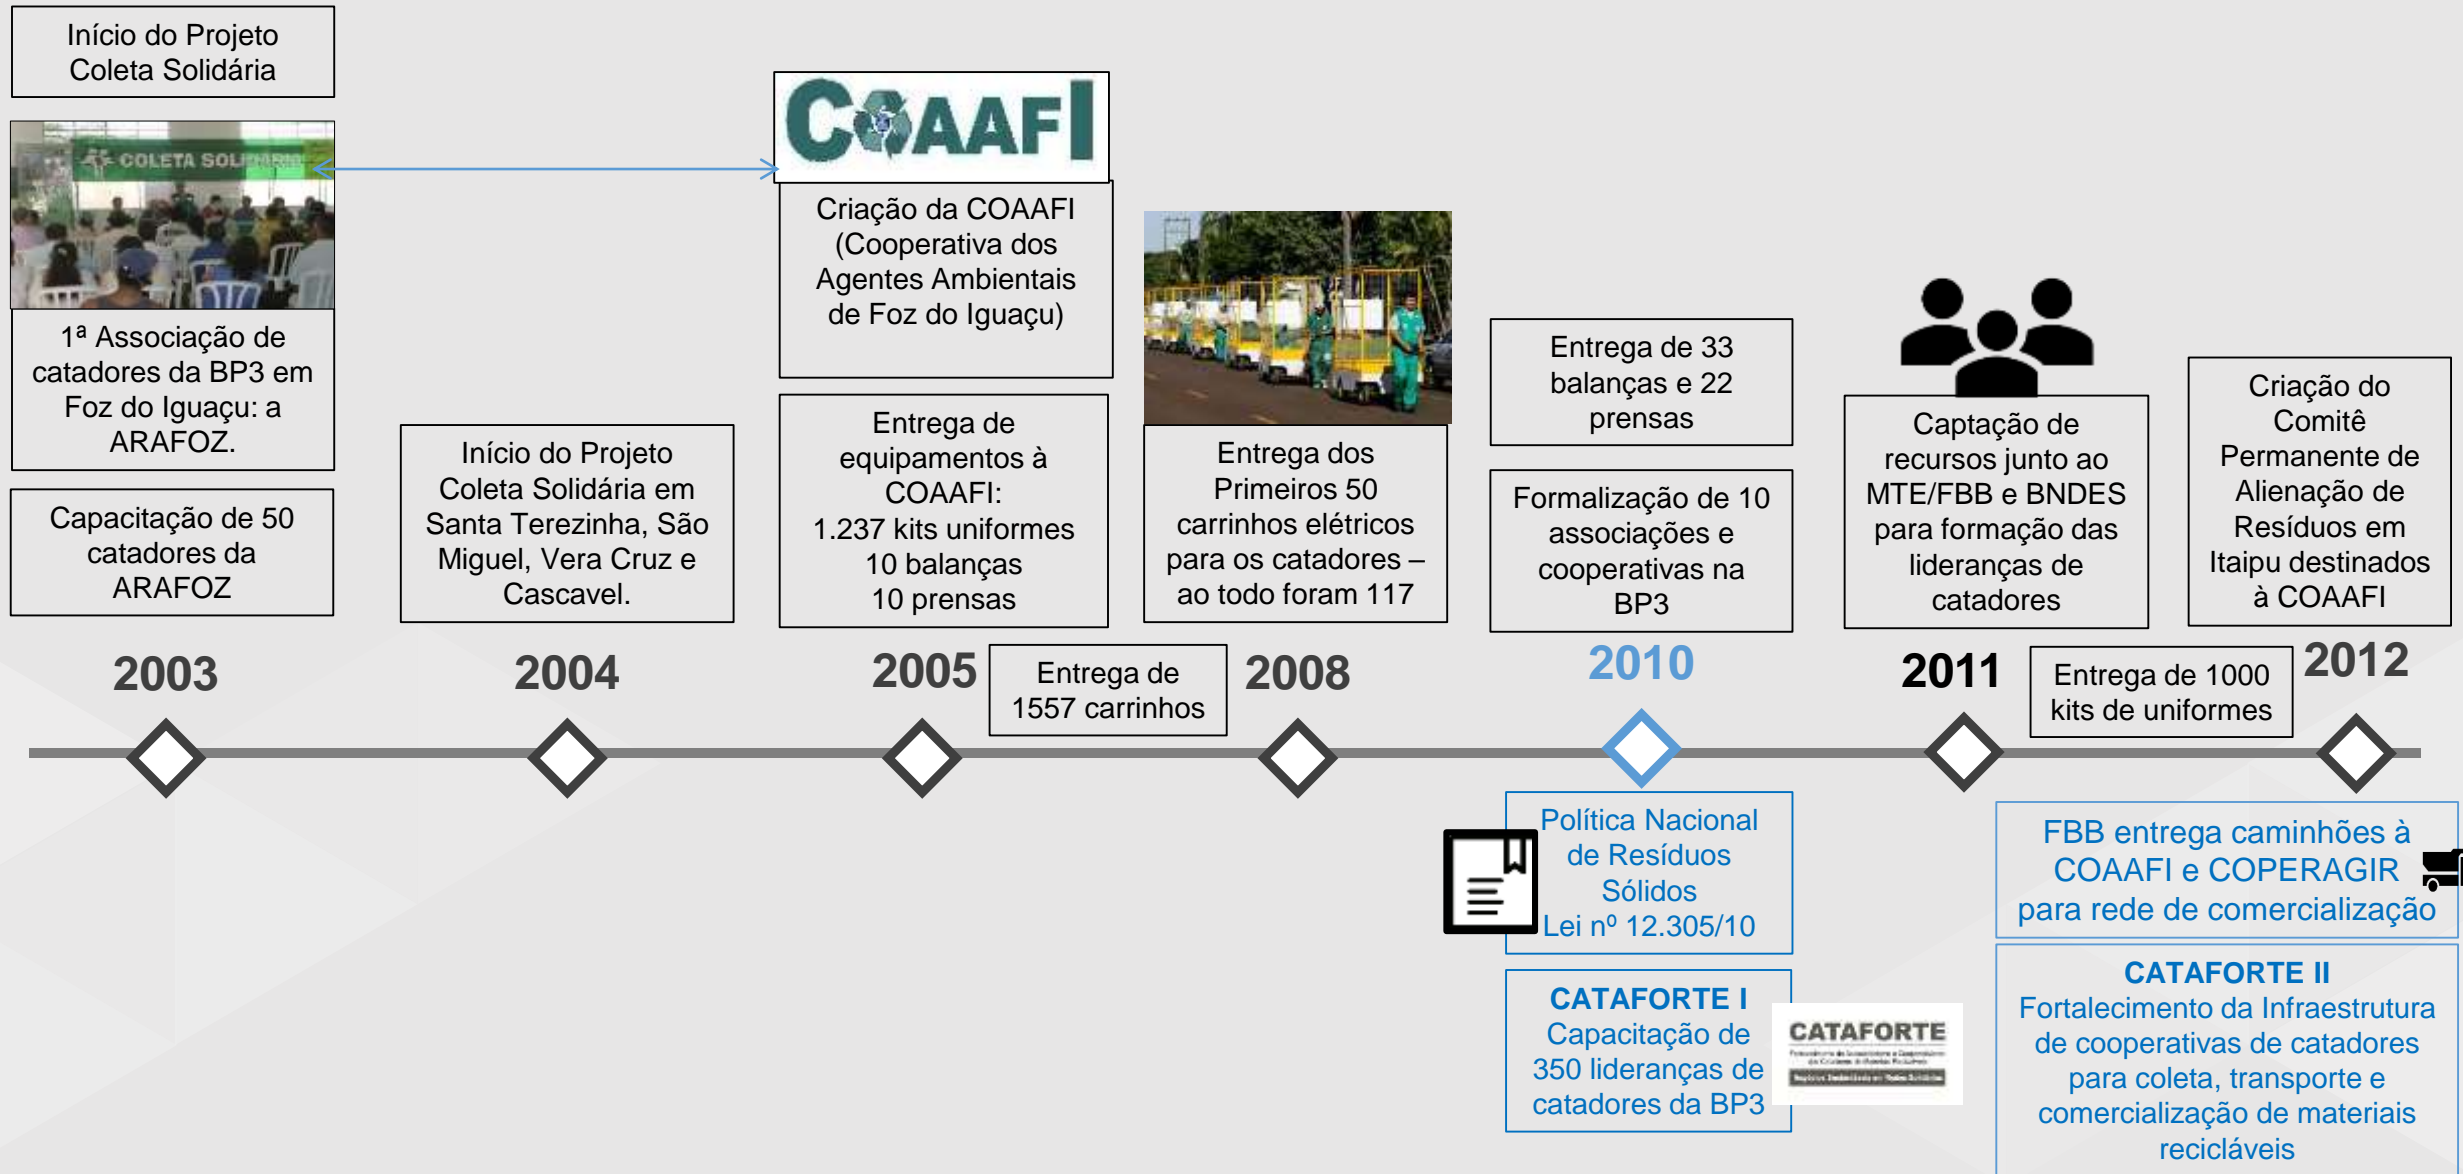 Início do Projeto
Coleta Solidária
COLETA SOLIDÁRIA
1ª Associação de
catadores da BP3 em
Foz do Iguaçu: a
ARAFOZ.
Capacitação de 50
catadores da
ARAFOZ
2003
Início do Projeto
Coleta Solidária em
Santa Terezinha, São
Miguel, Vera Cruz e
Cascavel.
2004
COAAFI
Criação da COAAFI
(Cooperativa dos
Agentes Ambientais
de Foz do Iguaçu)
Entrega de
equipamentos à
COAAFI:
1.237 kits uniformes
10 balanças
10 prensas
2005
Entrega de
1557 carrinhos
Entrega dos
Primeiros 50
carrinhos elétricos
para os catadores –
ao todo foram 117
2008
Entrega de 33
balanças e 22
prensas
Formalização de 10
associações e
cooperativas na
BP3
2010
Política Nacional
de Resíduos
Sólidos
Lei nº 12.305/10
CATAFORTE I
Capacitação de
350 lideranças de
catadores da BP3
CATAFORTE
Captação de
recursos junto ao
MTE/FBB e BNDES
para formação das
lideranças de
catadores
2011
Entrega de 1000
kits de uniformes
Criação do
Comitê
Permanente de
Alienação de
Resíduos em
Itaipu destinados
à COAAFI
2012
FBB entrega caminhões à
COAAFI e COPERAGIR
para rede de comercialização
CATAFORTE II
Fortalecimento da Infraestrutura
de cooperativas de catadores
para coleta, transporte e
comercialização de materiais
recicláveis